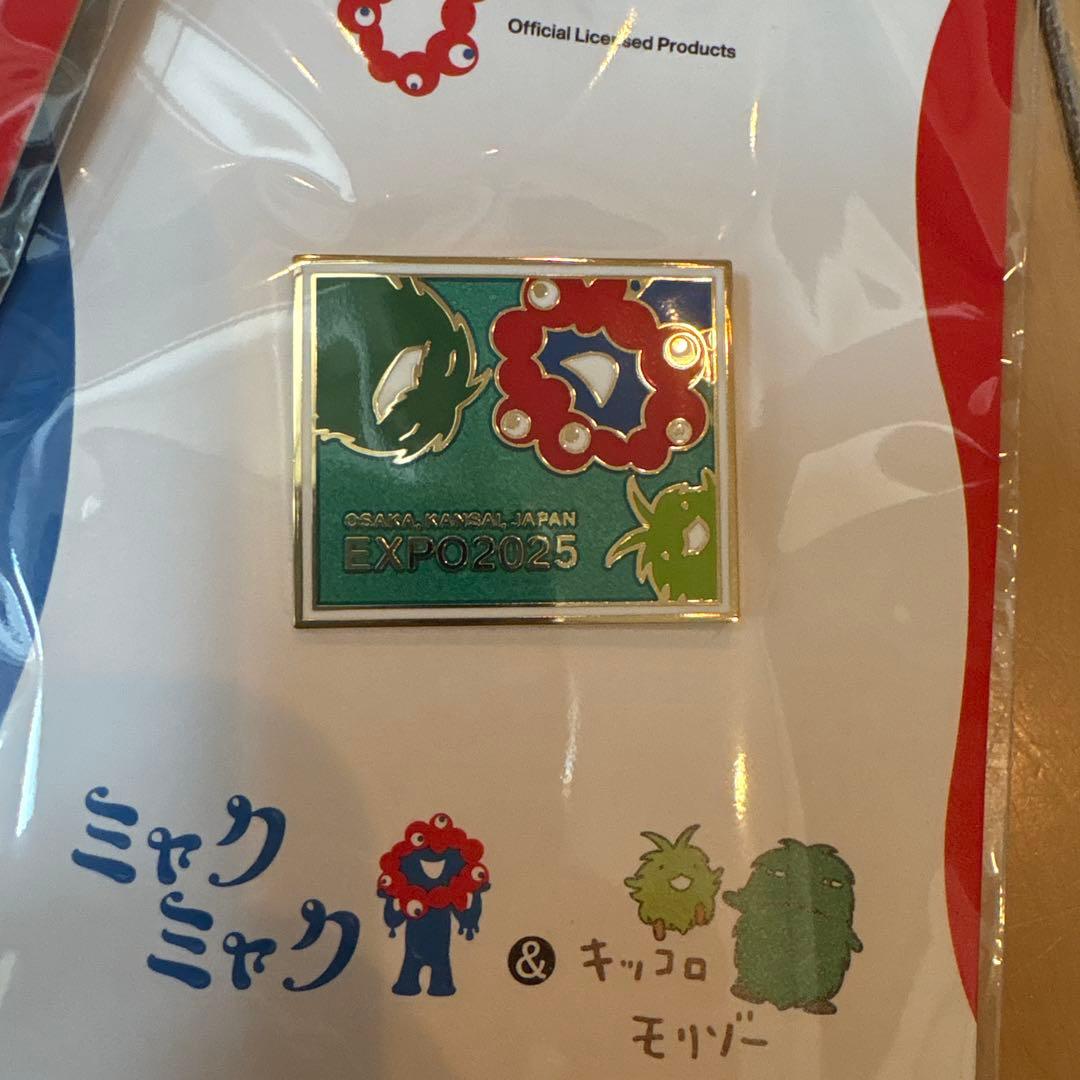 Official Licensed Products
OSAKA, KANSAI, JAPAN
EXPO2025
ミャク
ミャク
&
キッコロ
モリゾー